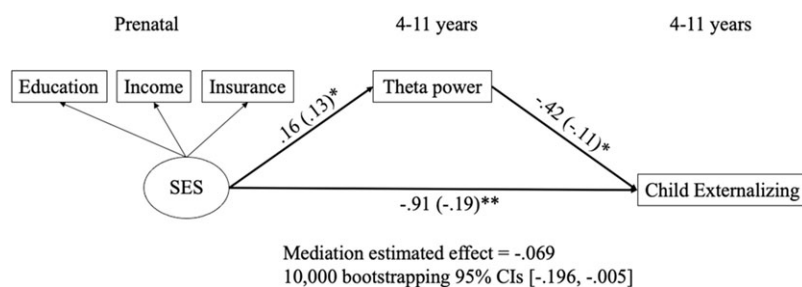 Prenatal 4-11 years 4-11 years
Education Income Insurance Theta power
.16 (.13)* -.42 (-.11)*
SES Child Externalizing
-.91 (-.19)**
Mediation estimated effect = -.069
10,000 bootstrapping 95% CIs [-.196, -.005]